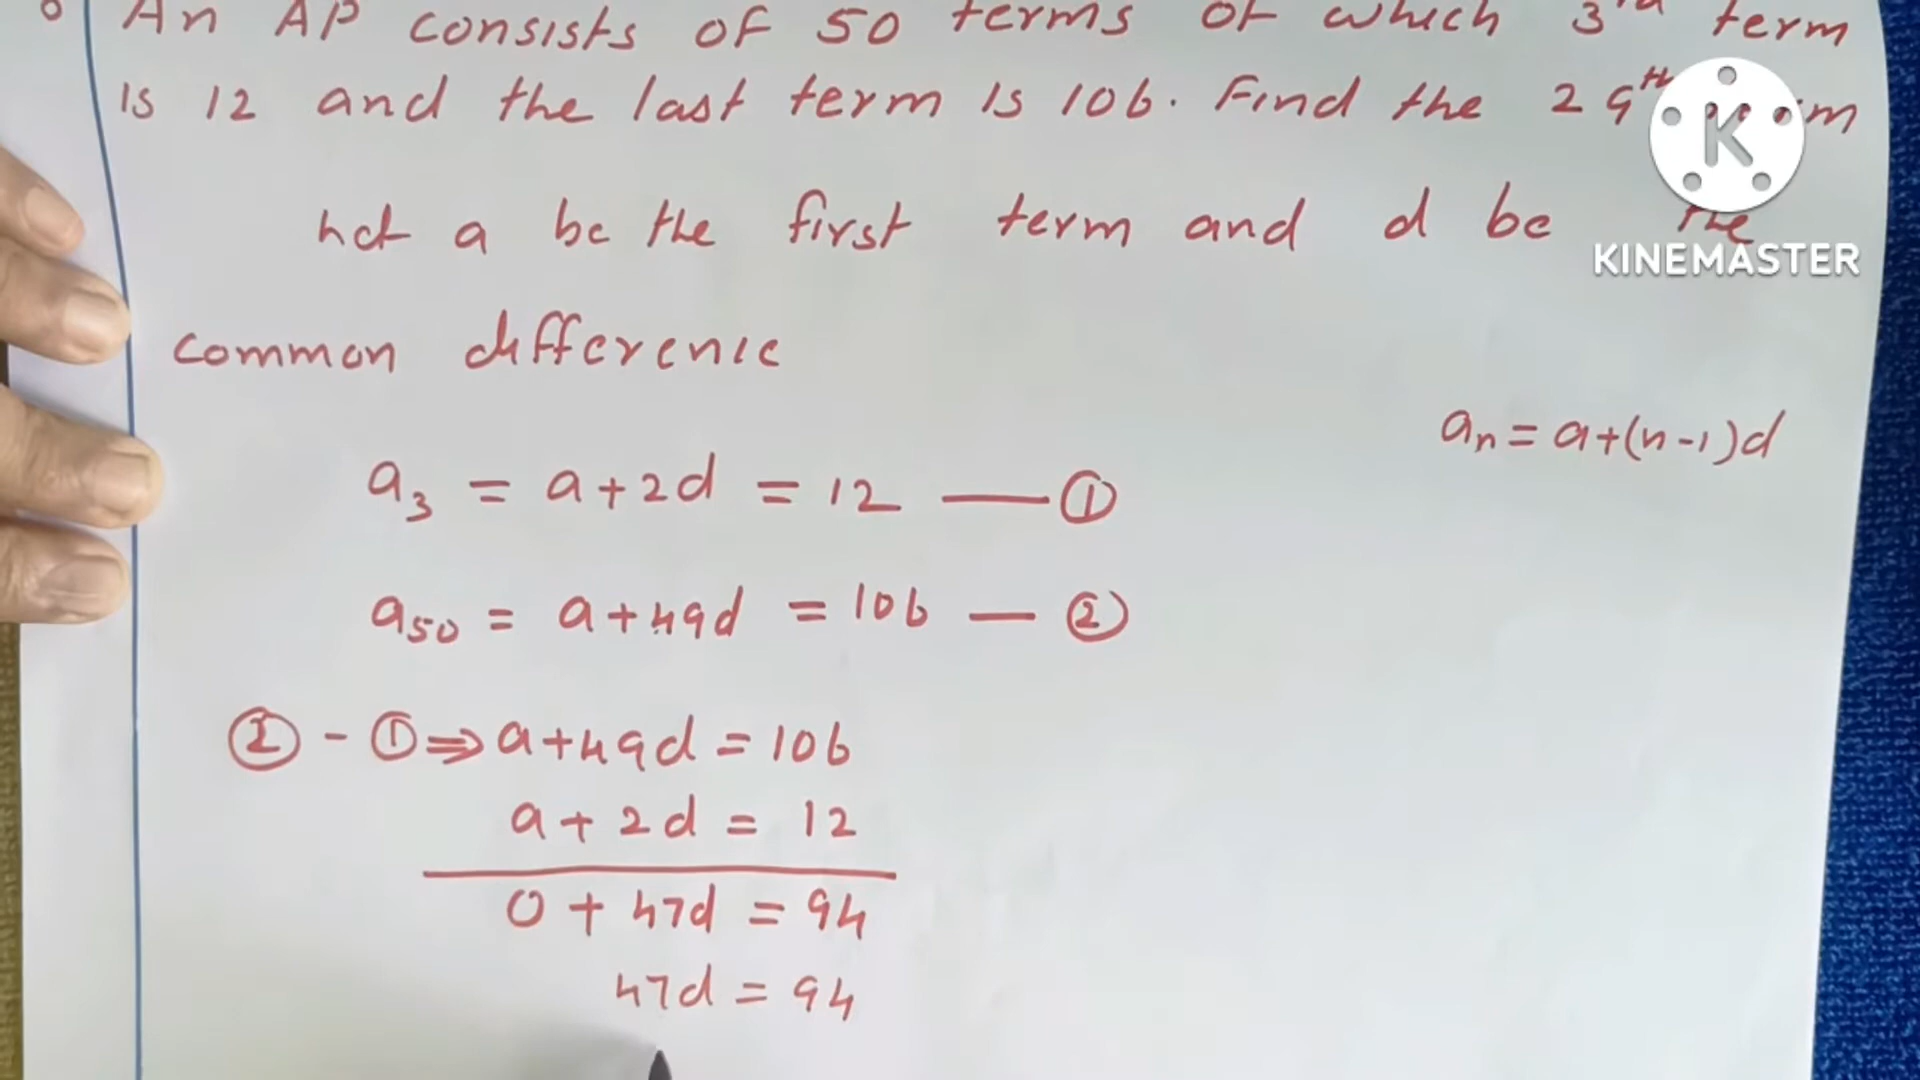 An AP consists of 50 terms of which 3rd term
is 12 and the last term is 106. Find the 29th
K
KINEMASTER
Let a be the first term and d be the
common difference
an = a+(n-1)d
a3 = a+2d = 12 — ①
a50 = a+49d = 106 — ②
② - ① ⇒ a+49d = 106
a + 2d = 12
0 + 47d = 94
47d = 94